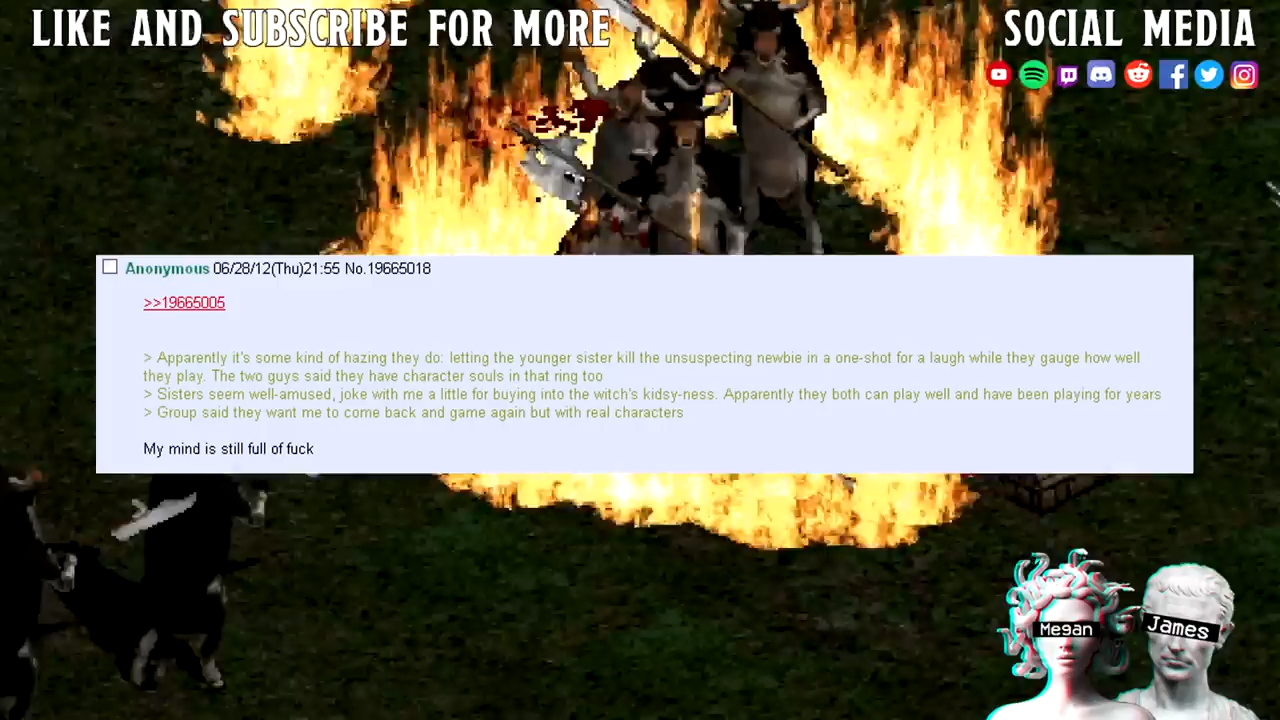 LIKE AND SUBSCRIBE FOR MORE
SOCIAL MEDIA
Anonymous 06/28/12(Thu)21:55 No.19665018
>>19665005
> Apparently it's some kind of hazing they do: letting the younger sister kill the unsuspecting newbie in a one-shot for a laugh while they gauge how well
they play. The two guys said they have character souls in that ring too
> Sisters seem well-amused, joke with me a little for buying into the witch's kidsy-ness. Apparently they both can play well and have been playing for years
> Group said they want me to come back and game again but with real characters
My mind is still full of fuck
Megan
James